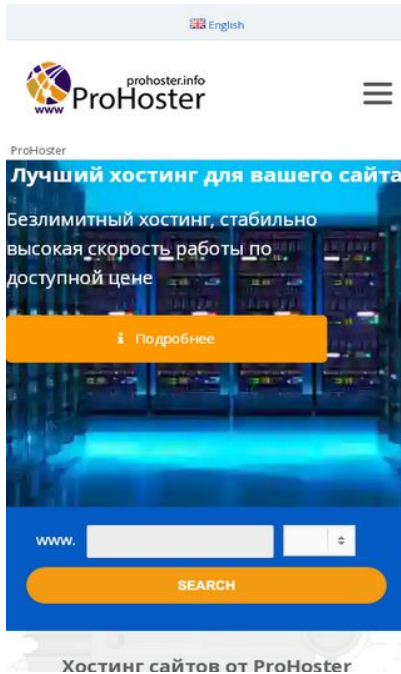 English
prohoster.info
ProHoster
www
ProHoster
Лучший хостинг для вашего сайта
Безлимитный хостинг, стабильно
высокая скорость работы по
доступной цене
Подробнее
www.
SEARCH
Хостинг сайтов от ProHoster